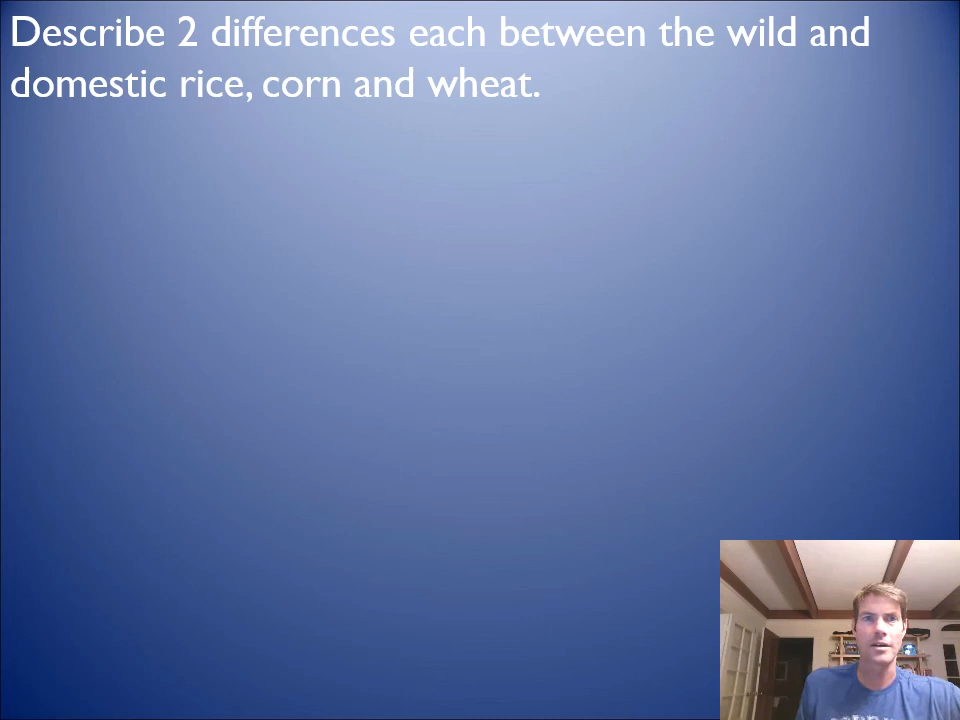 Describe 2 differences each between the wild and
domestic rice, corn and wheat.